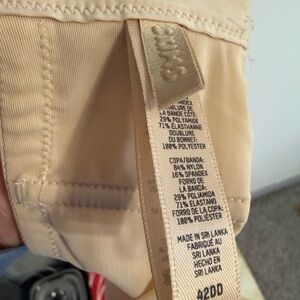 SKIMS
LA BANDE CÔTÉ:
29% POLYAMIDE
71% ÉLASTHANNE
DOUBLURE
DU BONNET:
100% POLYESTER
COPA/BANDA:
84% NYLON
16% SPANDEX
FORRO DE
LA BANDA:
29% POLIAMIDA
71% ELASTANO
FORRO DE LA COPA:
100% POLIÉSTER
MADE IN
SRI LANKA
FABRIQUÉ AU
SRI LANKA
HECHO EN
SRI LANKA
42DD